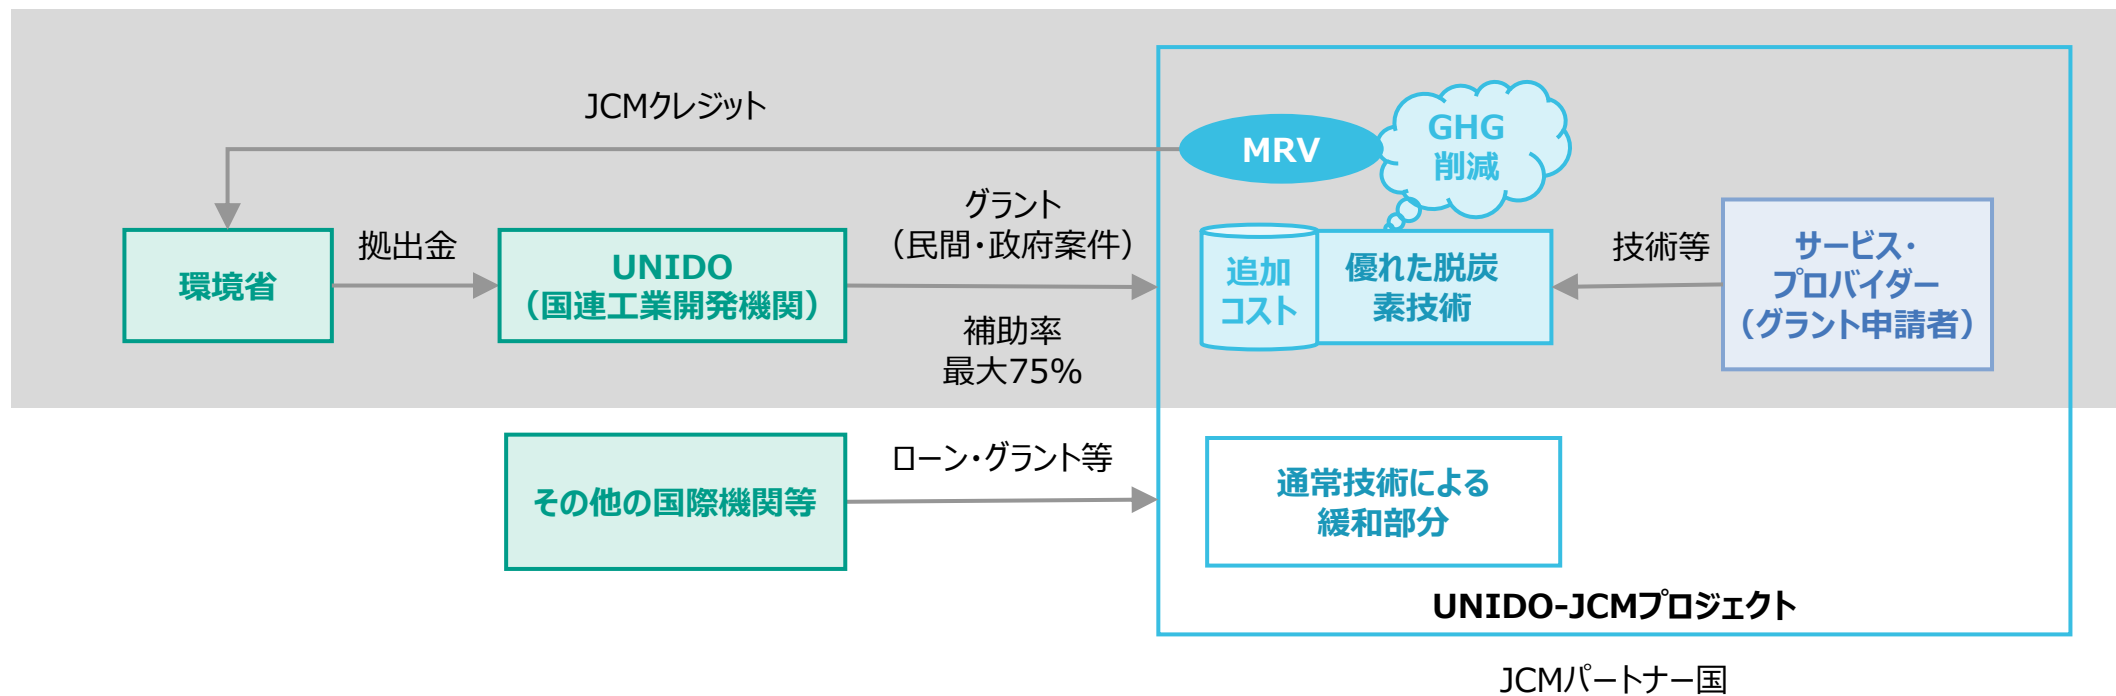 JCMクレジット
MRV
GHG
削減
環境省
拠出金
UNIDO
（国連工業開発機関）
グラント
（民間・政府案件）
補助率
最大75%
追加
コスト
優れた脱炭
素技術
技術等
サービス・
プロバイダー
（グラント申請者）
その他の国際機関等
ローン・グラント等
通常技術による
緩和部分
UNIDO-JCMプロジェクト
JCMパートナー国